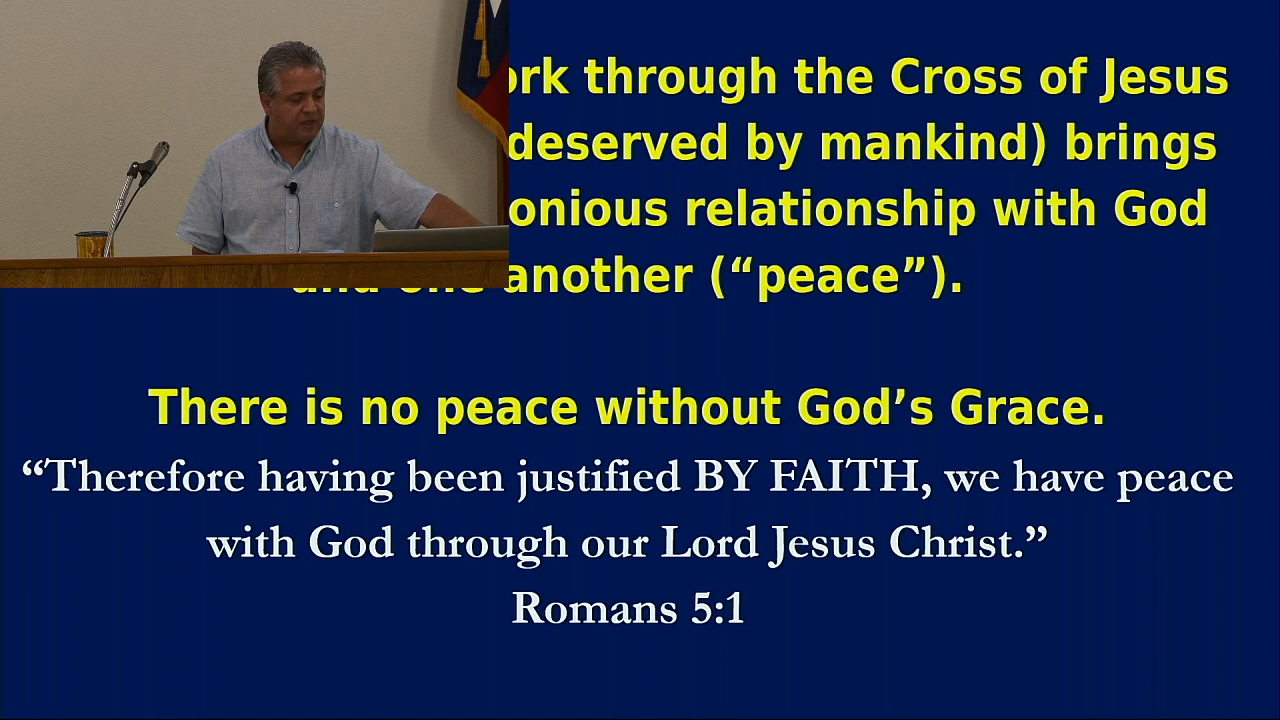 ork through the Cross of Jesus
deserved by mankind) brings
onious relationship with God
and one another (“peace”).
There is no peace without God’s Grace.
“Therefore having been justified BY FAITH, we have peace
with God through our Lord Jesus Christ.”
Romans 5:1